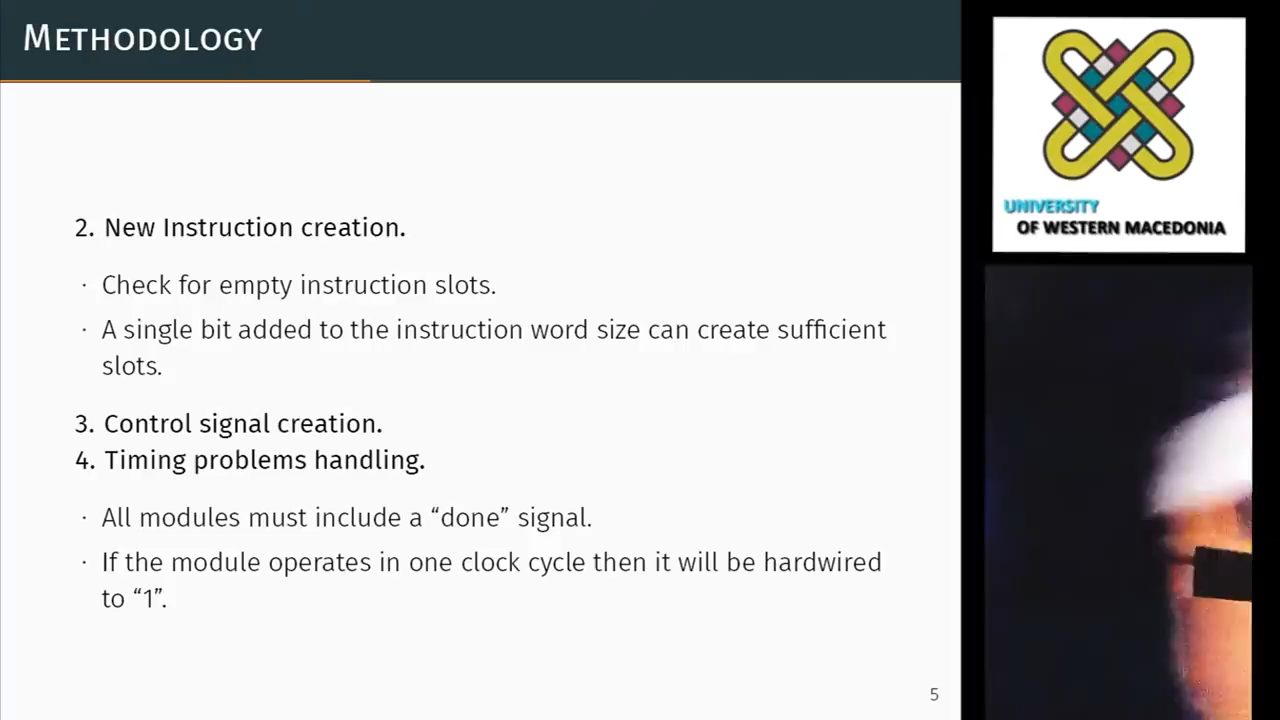 METHODOLOGY
2. New Instruction creation.
· Check for empty instruction slots.
· A single bit added to the instruction word size can create sufficient
slots.
3. Control signal creation.
4. Timing problems handling.
· All modules must include a “done” signal.
· If the module operates in one clock cycle then it will be hardwired
to “1”.
5
UNIVERSITY
OF WESTERN MACEDONIA